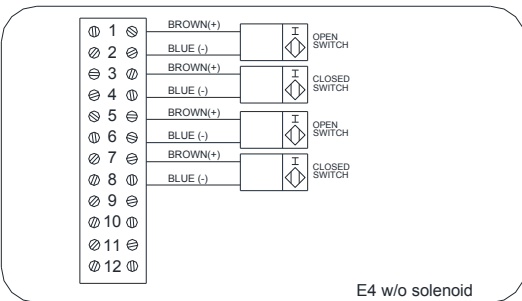 1 BROWN(+)
OPEN
SWITCH
2 BLUE (-)
3 BROWN(+)
CLOSED
SWITCH
4 BLUE (-)
5 BROWN(+)
OPEN
SWITCH
6 BLUE (-)
7 BROWN(+)
CLOSED
SWITCH
8 BLUE (-)
9
10
11
12
E4 w/o solenoid